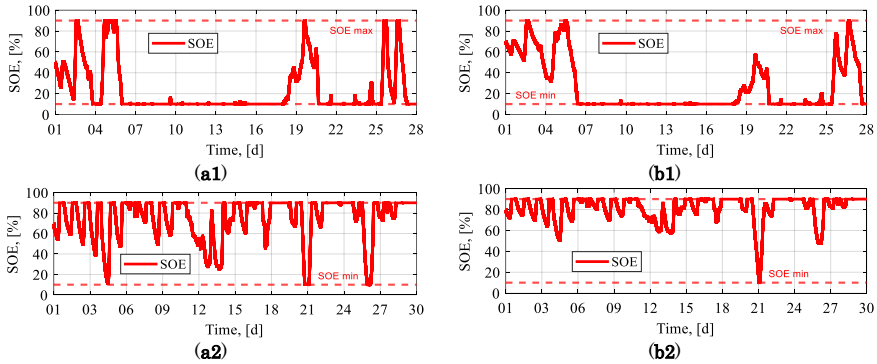 100
80
60
40
20
0
SOE, [%]
SOE
SOE max
01 04 07 10 13 16 19 22 25 28
Time, [d]
(a1)
100
80
60
40
20
0
SOE, [%]
SOE
SOE max
SOE min
01 04 07 10 13 16 19 22 25 28
Time, [d]
(b1)
100
80
60
40
20
0
SOE, [%]
SOE
SOE min
01 03 06 09 12 15 18 21 24 27 30
Time, [d]
(a2)
100
80
60
40
20
0
SOE, [%]
SOE
SOE min
01 03 06 09 12 15 18 21 24 27 30
Time, [d]
(b2)